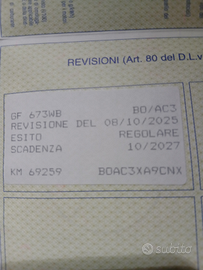 REVISIONI (Art. 80 del D.L.v
GF 673WB BO/AC3
REVISIONE DEL 08/10/2025
ESITO REGOLARE
SCADENZA 10/2027
KM 69259 BOAC3XA9CNX
subito